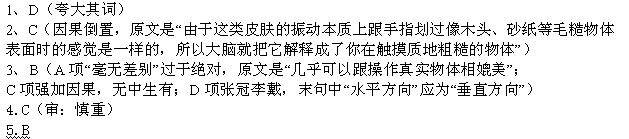 1、D（夸大其词）
2、C（因果倒置，原文是“由于这类皮肤的振动本质上跟手指划过像木头、砂纸等毛糙物体
表面时的感觉是一样的，所以大脑就把它解释成了你在触摸质地粗糙的物体”）
3、B（A项“毫无差别”过于绝对，原文是“几乎可以跟操作真实物体相媲美”；
C项强加因果，无中生有；D项张冠李戴，末句中“水平方向”应为“垂直方向”）
4.C（审：慎重）
5.B